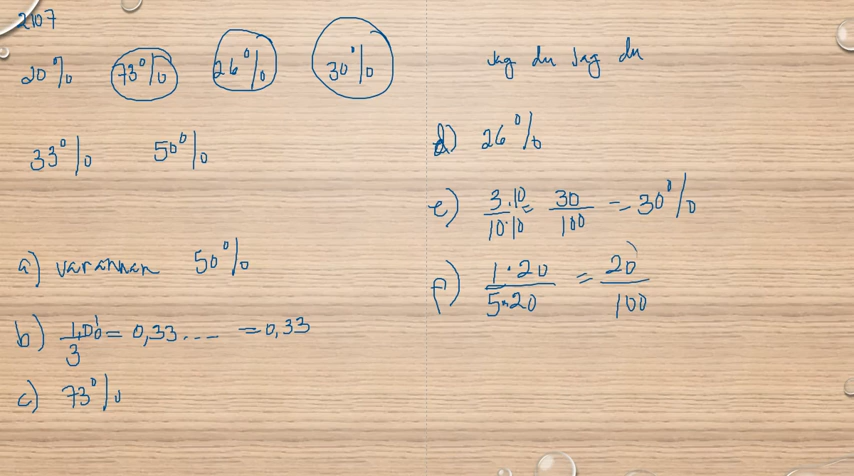 2107
20% 73% 26% 30%
33% 50%
a) varannan 50%
b) 1,00/3 = 0,33... = 0,33
c) 73%
jag du jag du
d) 26%
e) 3·10/10·10 = 30/100 = 30%
f) 1·20/5·20 = 20/100